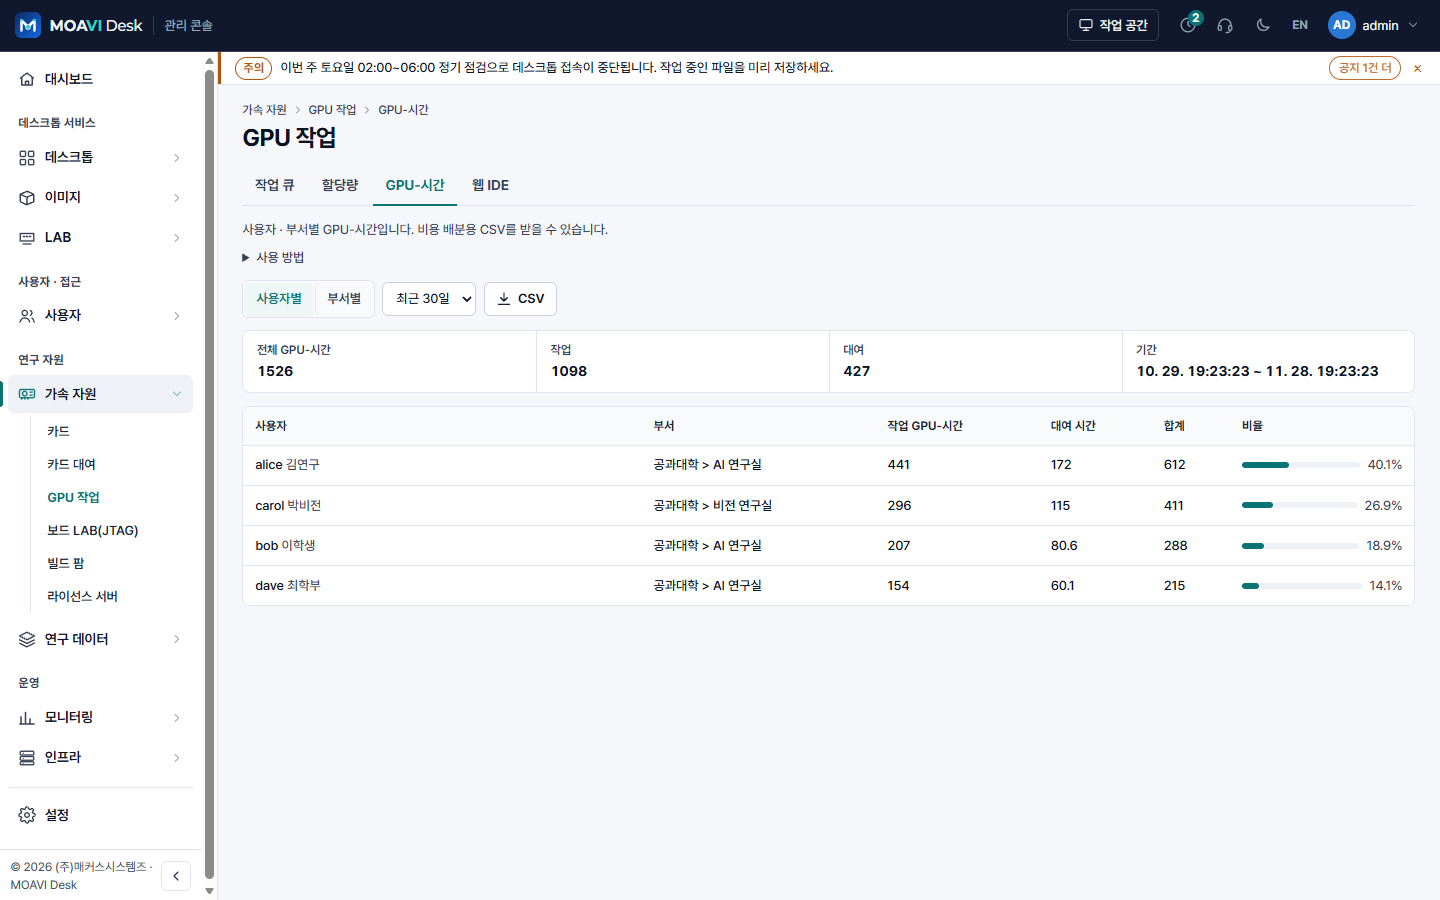 MOAVI Desk 관리 콘솔
작업 공간 2 EN AD admin
대시보드
데스크톱 서비스
데스크톱
이미지
LAB
사용자 · 접근
사용자
연구 자원
가속 자원
카드
카드 대여
GPU 작업
보드 LAB(JTAG)
빌드 팜
라이선스 서버
연구 데이터
운영
모니터링
인프라
설정
© 2026 (주)매커스시스템즈 ·
MOAVI Desk
주의 이번 주 토요일 02:00~06:00 정기 점검으로 데스크톱 접속이 중단됩니다. 작업 중인 파일을 미리 저장하세요. 공지 1건 더 ×
가속 자원 > GPU 작업 > GPU-시간
GPU 작업
작업 큐 할당량 GPU-시간 웹 IDE
사용자 · 부서별 GPU-시간입니다. 비용 배분용 CSV를 받을 수 있습니다.
사용 방법
사용자별 부서별 최근 30일 CSV
전체 GPU-시간 작업 대여 기간
1526 1098 427 10. 29. 19:23:23 ~ 11. 28. 19:23:23
사용자 부서 작업 GPU-시간 대여 시간 합계 비율
alice 김연구 공과대학 > AI 연구실 441 172 612 40.1%
carol 박비전 공과대학 > 비전 연구실 296 115 411 26.9%
bob 이학생 공과대학 > AI 연구실 207 80.6 288 18.9%
dave 최학부 공과대학 > AI 연구실 154 60.1 215 14.1%